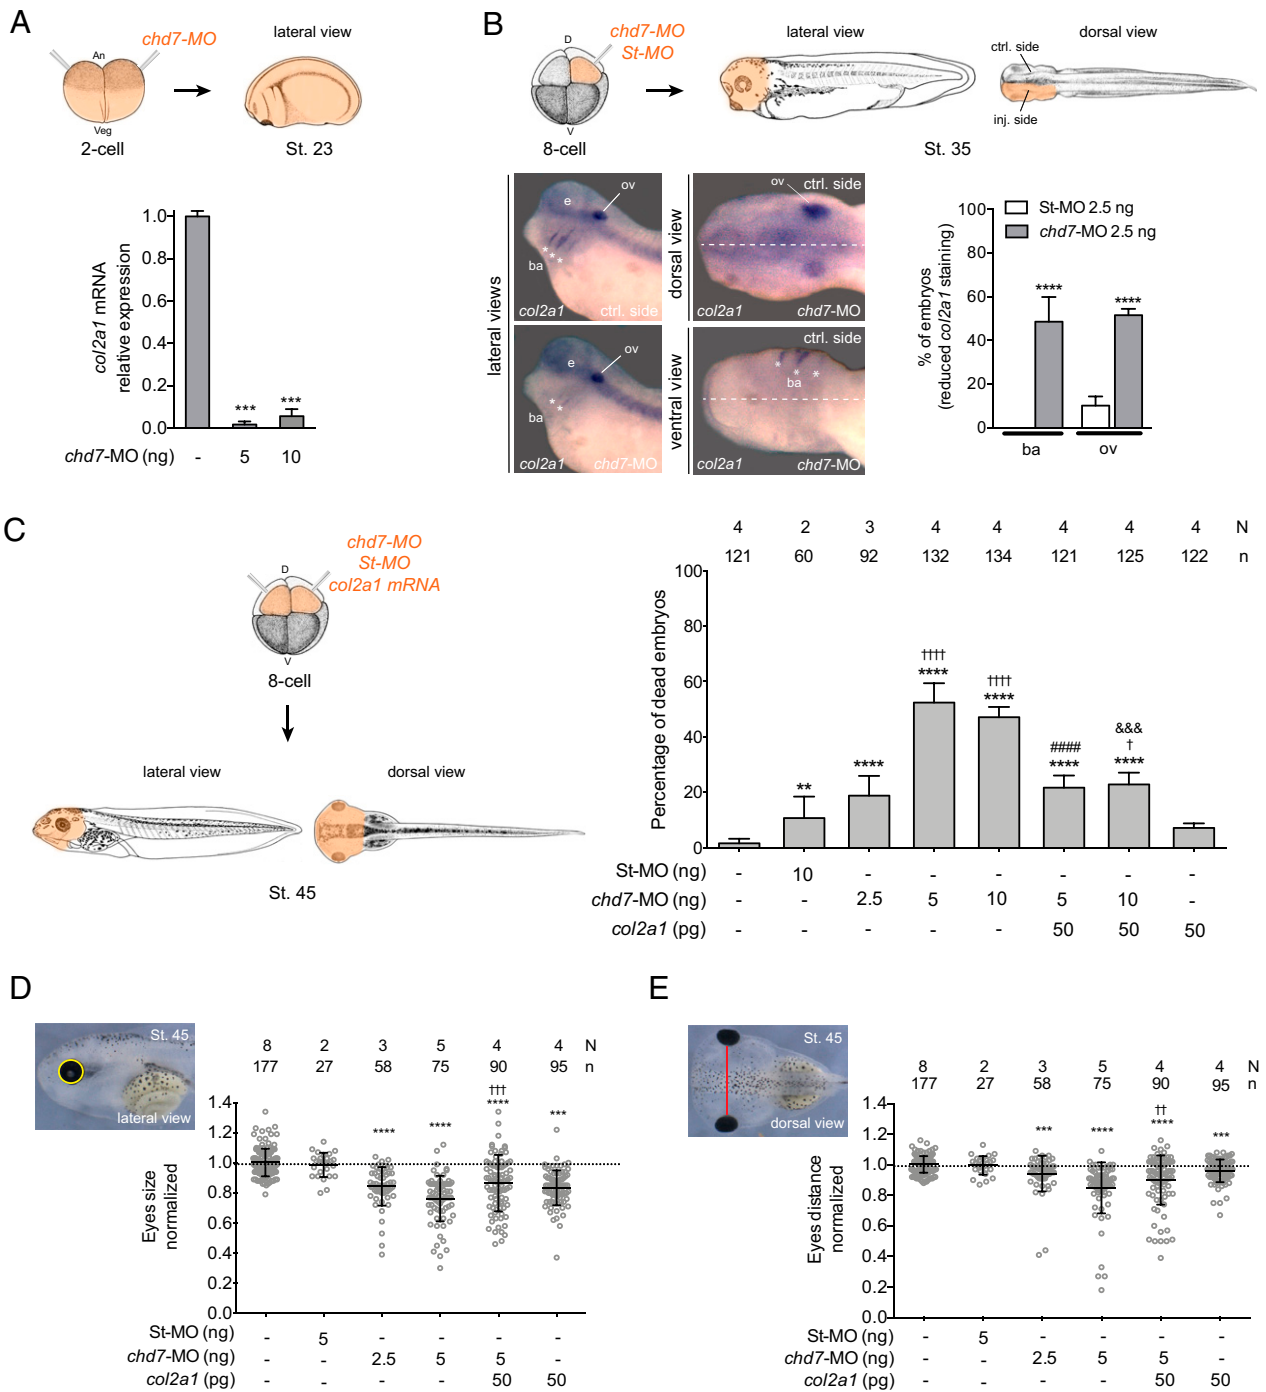 A
chd7-MO
An
Veg
2-cell
lateral view
St. 23
col2a1 mRNA
relative expression
1.0
0.8
0.6
0.4
0.2
0.0
***
***
chd7-MO (ng)
-
5
10
B
chd7-MO
St-MO
D
V
8-cell
lateral view
dorsal view
ctrl. side
inj. side
St. 35
lateral views
e
ov
ba
***
col2a1
ctrl. side
e
ov
ba
**
col2a1
chd7-MO
dorsal view
ov
ctrl. side
col2a1
chd7-MO
ventral view
ctrl. side
* * *
ba
col2a1
chd7-MO
% of embryos
(reduced col2a1 staining)
100
80
60
40
20
0
St-MO 2.5 ng
chd7-MO 2.5 ng
****
****
ba
ov
C
chd7-MO
St-MO
col2a1 mRNA
D
V
8-cell
lateral view
dorsal view
St. 45
4 2 3 4 4 4 4 4 N
121 60 92 132 134 121 125 122 n
Percentage of dead embryos
100
80
60
40
20
0
**
****
††††
****
††††
****
####
****
&&&
†
****
St-MO (ng) - 10 - - - - - -
chd7-MO (ng) - - 2.5 5 10 5 10 -
col2a1 (pg) - - - - - 50 50 50
D
St. 45
lateral view
8 2 3 5 4 4 N
177 27 58 75 90 95 n
Eyes size
normalized
1.4
1.2
1.0
0.8
0.6
0.4
0.2
0.0
****
****
†††
****
***
St-MO (ng) - 5 - - - -
chd7-MO (ng) - - 2.5 5 5 -
col2a1 (pg) - - - - 50 50
E
St. 45
dorsal view
8 2 3 5 4 4 N
177 27 58 75 90 95 n
Eyes distance
normalized
1.4
1.2
1.0
0.8
0.6
0.4
0.2
0.0
***
****
††
****
***
St-MO (ng) - 5 - - - -
chd7-MO (ng) - - 2.5 5 5 -
col2a1 (pg) - - - - 50 50